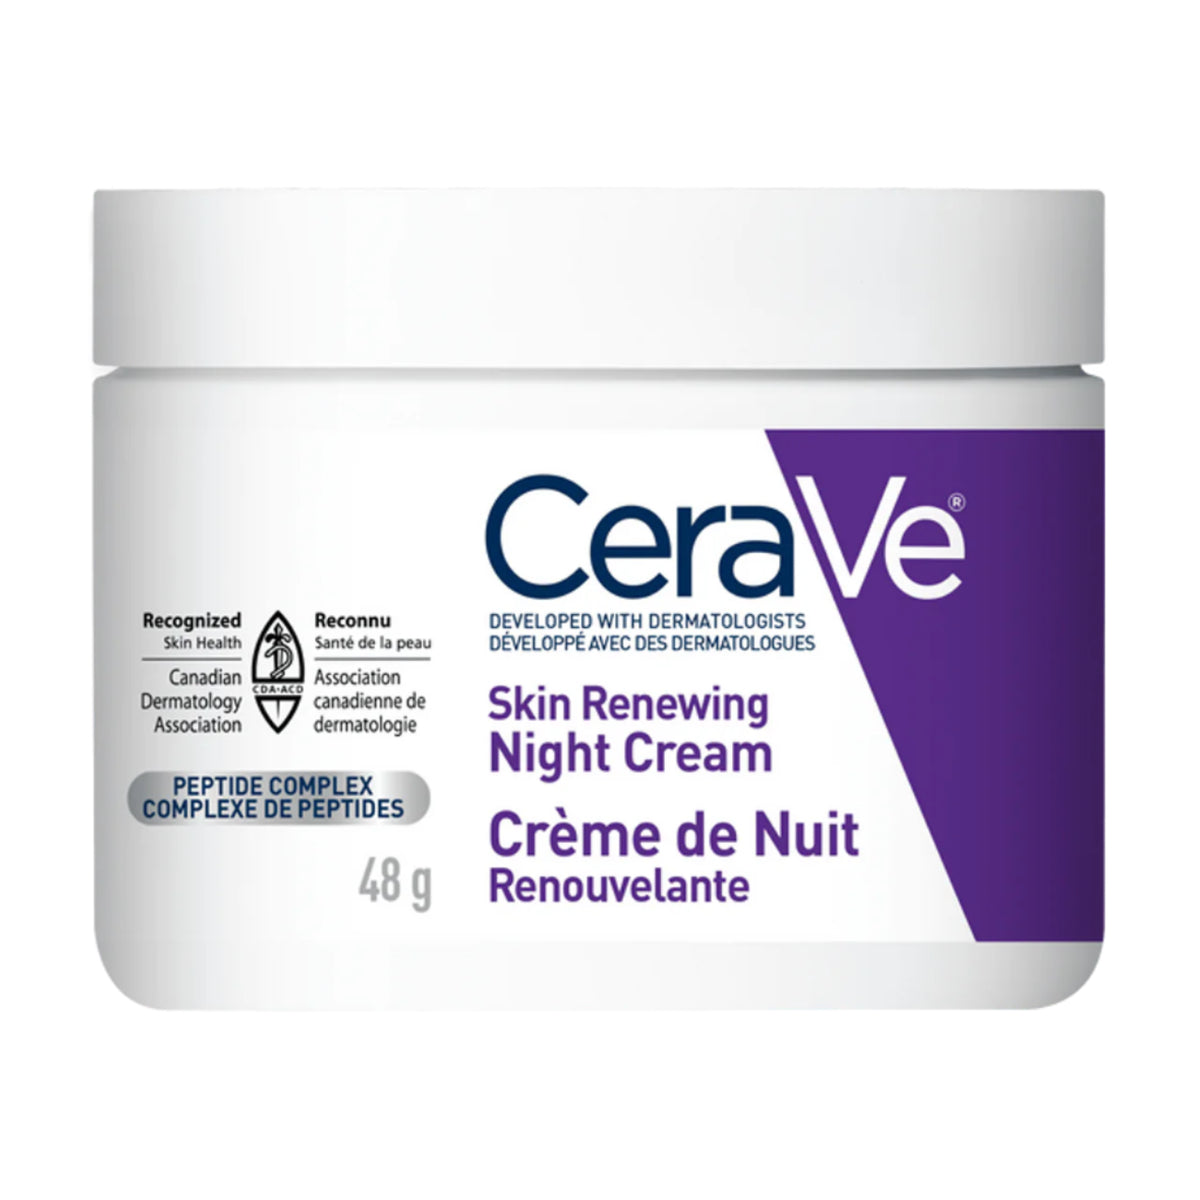 CeraVe®
DEVELOPED WITH DERMATOLOGISTS
DÉVELOPPÉ AVEC DES DERMATOLOGUES
Skin Renewing
Night Cream
Crème de Nuit
Renouvelante
Recognized
Skin Health
Canadian
Dermatology
Association
CDA•ACD
Reconnu
Santé de la peau
Association
canadienne de
dermatologie
PEPTIDE COMPLEX
COMPLEXE DE PEPTIDES
48 g